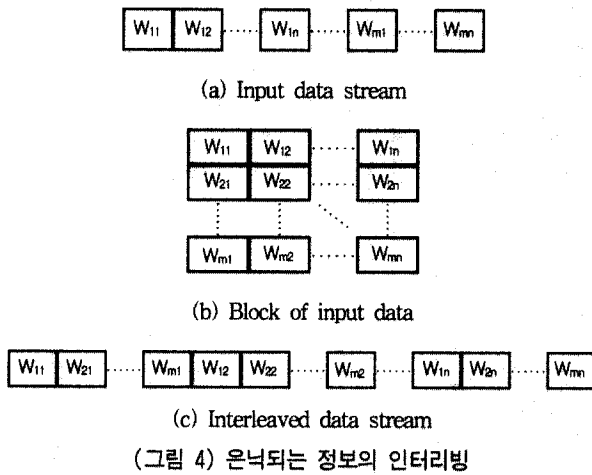 W11 W12 W1n Wm1 Wmn
(a) Input data stream
W11 W12 W1n
W21 W22 W2n
Wm1 Wm2 Wmn
(b) Block of input data
W11 W21 Wm1 W12 W22 Wm2 W1n W2n Wmn
(c) Interleaved data stream
(그림 4) 은닉되는 정보의 인터리빙